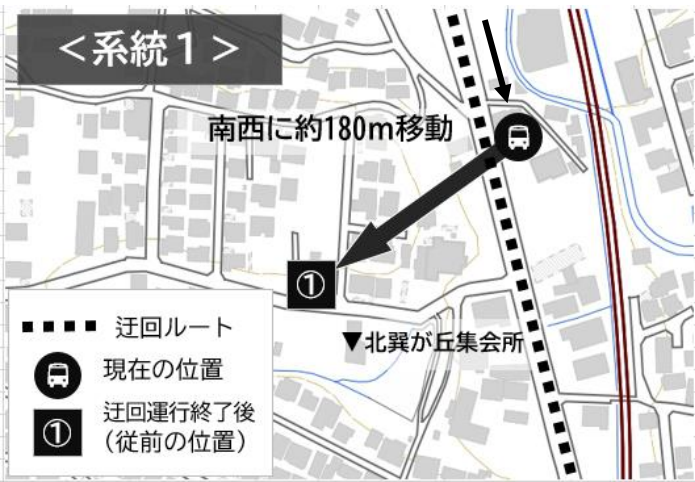 ＜系統１＞
南西に約180m移動
①
▼北巽が丘集会所
迂回ルート
現在の位置
① 迂回運行終了後
（従前の位置）